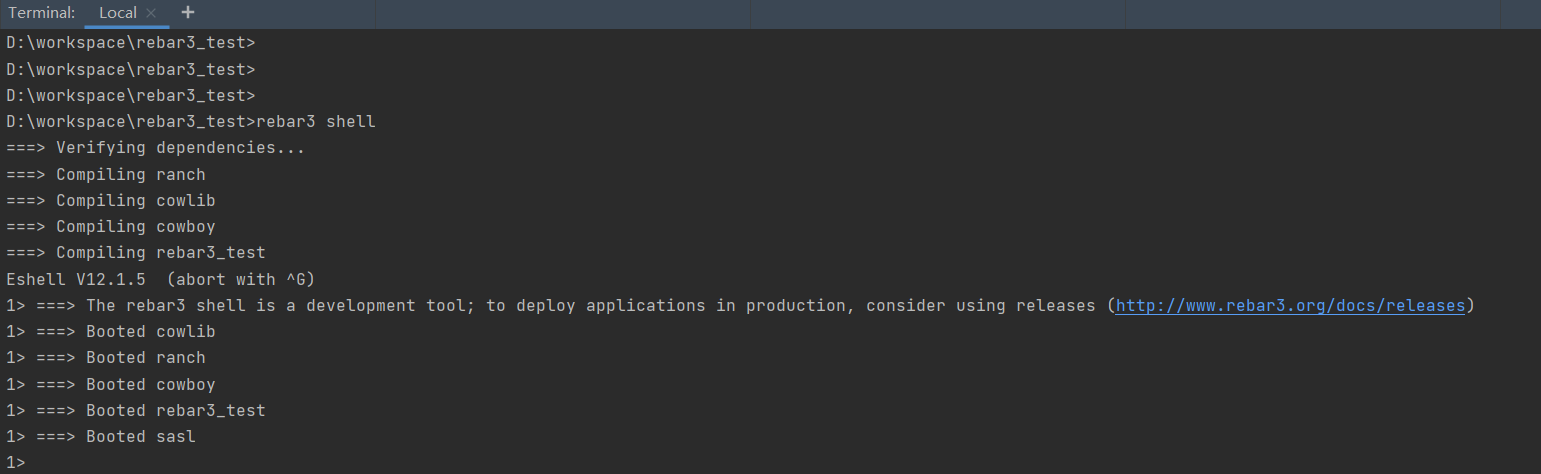 Terminal: Local × +
D:\workspace\rebar3_test>
D:\workspace\rebar3_test>
D:\workspace\rebar3_test>
D:\workspace\rebar3_test>rebar3 shell
===> Verifying dependencies...
===> Compiling ranch
===> Compiling cowlib
===> Compiling cowboy
===> Compiling rebar3_test
Eshell V12.1.5  (abort with ^G)
1> ===> The rebar3 shell is a development tool; to deploy applications in production, consider using releases (http://www.rebar3.org/docs/releases)
1> ===> Booted cowlib
1> ===> Booted ranch
1> ===> Booted cowboy
1> ===> Booted rebar3_test
1> ===> Booted sasl
1>